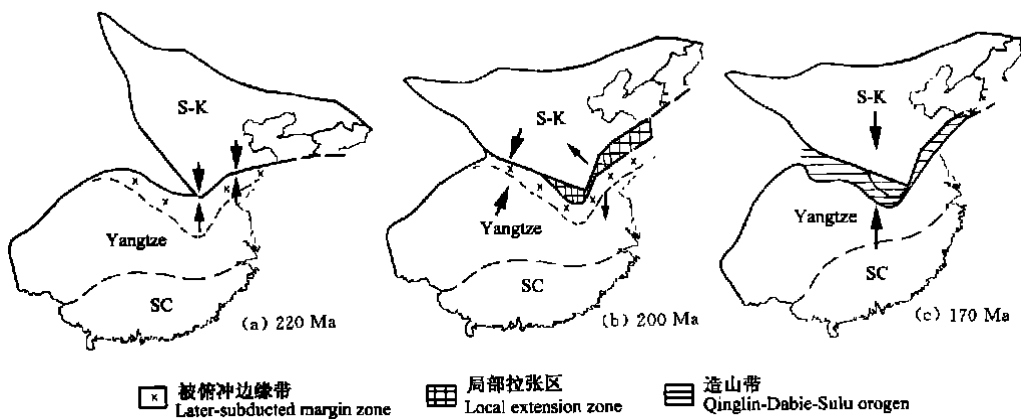 S-K
Yangtze
SC
(a) 220 Ma
S-K
Yangtze
SC
(b) 200 Ma
S-K
Yangtze
SC
(c) 170 Ma
x 被俯冲边缘带
Later-subducted margin zone
局部拉张区
Local extension zone
造山带
Qinglin-Dabie-Sulu orogen